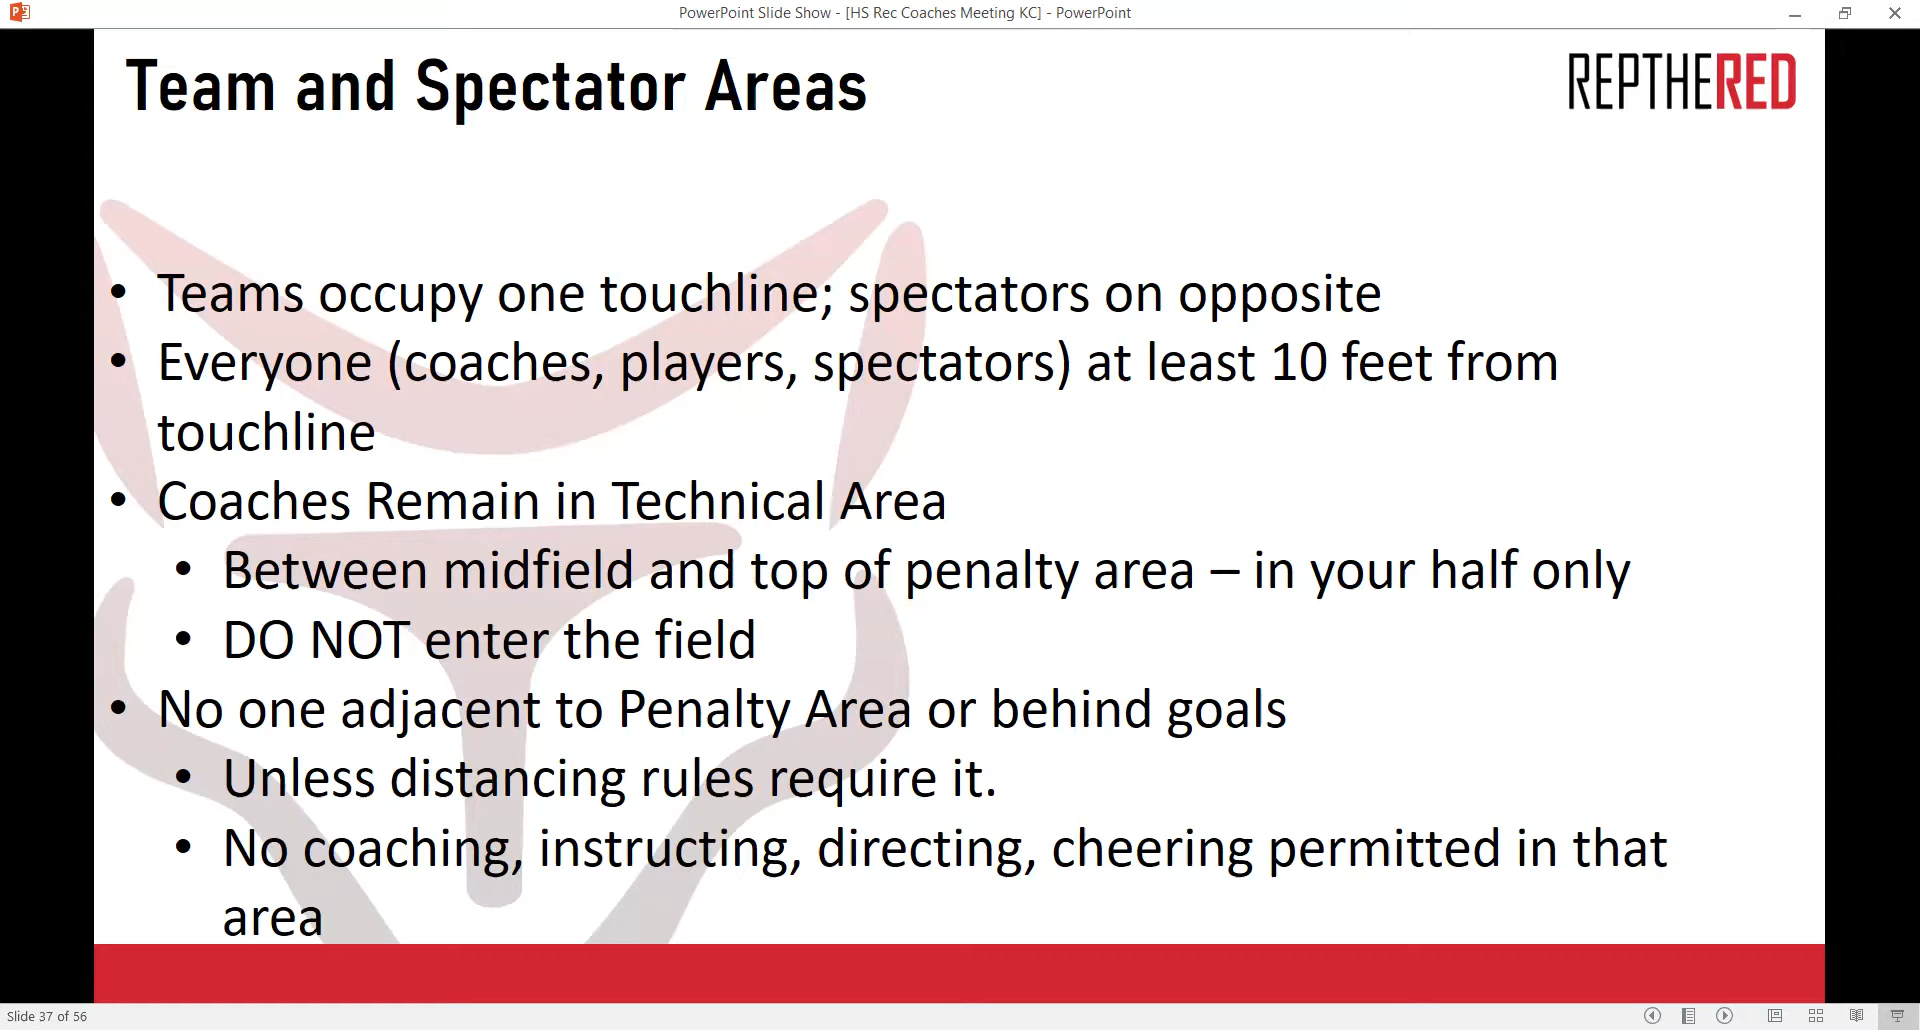 PowerPoint Slide Show - [HS Rec Coaches Meeting KC] - PowerPoint
Team and Spectator Areas
REPTHERED
• Teams occupy one touchline; spectators on opposite
• Everyone (coaches, players, spectators) at least 10 feet from
touchline
• Coaches Remain in Technical Area
• Between midfield and top of penalty area – in your half only
• DO NOT enter the field
• No one adjacent to Penalty Area or behind goals
• Unless distancing rules require it.
• No coaching, instructing, directing, cheering permitted in that
area
Slide 37 of 56